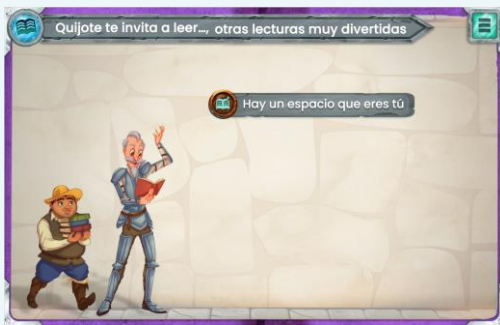 Quijote te invita a leer..., otras lecturas muy divertidas
Hay un espacio que eres tú